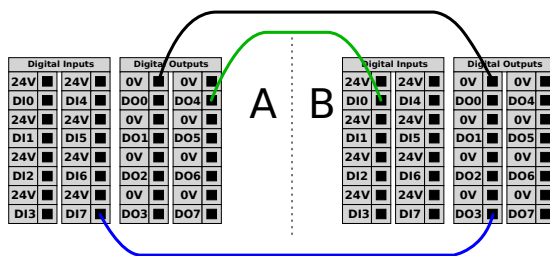 Digital Inputs Digital Outputs Digital Inputs Digital Outputs
24V 24V 0V 0V 24V 24V 0V 0V
DI0 DI4 DO0 DO4 A B DI0 DI4 DO0 DO4
24V 24V 0V 0V 24V 24V 0V 0V
DI1 DI5 DO1 DO5 DI1 DI5 DO1 DO5
24V 24V 0V 0V 24V 24V 0V 0V
DI2 DI6 DO2 DO6 DI2 DI6 DO2 DO6
24V 24V 0V 0V 24V 24V 0V 0V
DI3 DI7 DO3 DO7 DI3 DI7 DO3 DO7